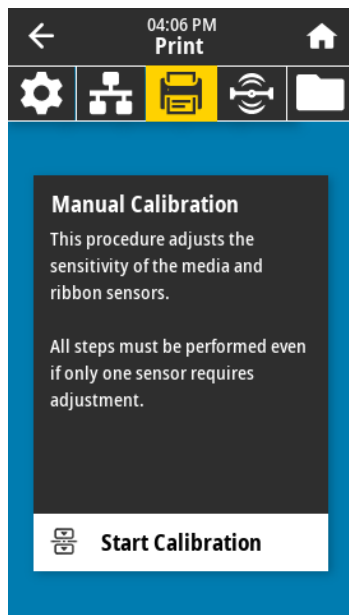 04:06 PM
Print
Manual Calibration
This procedure adjusts the
sensitivity of the media and
ribbon sensors.
All steps must be performed even
if only one sensor requires
adjustment.
Start Calibration